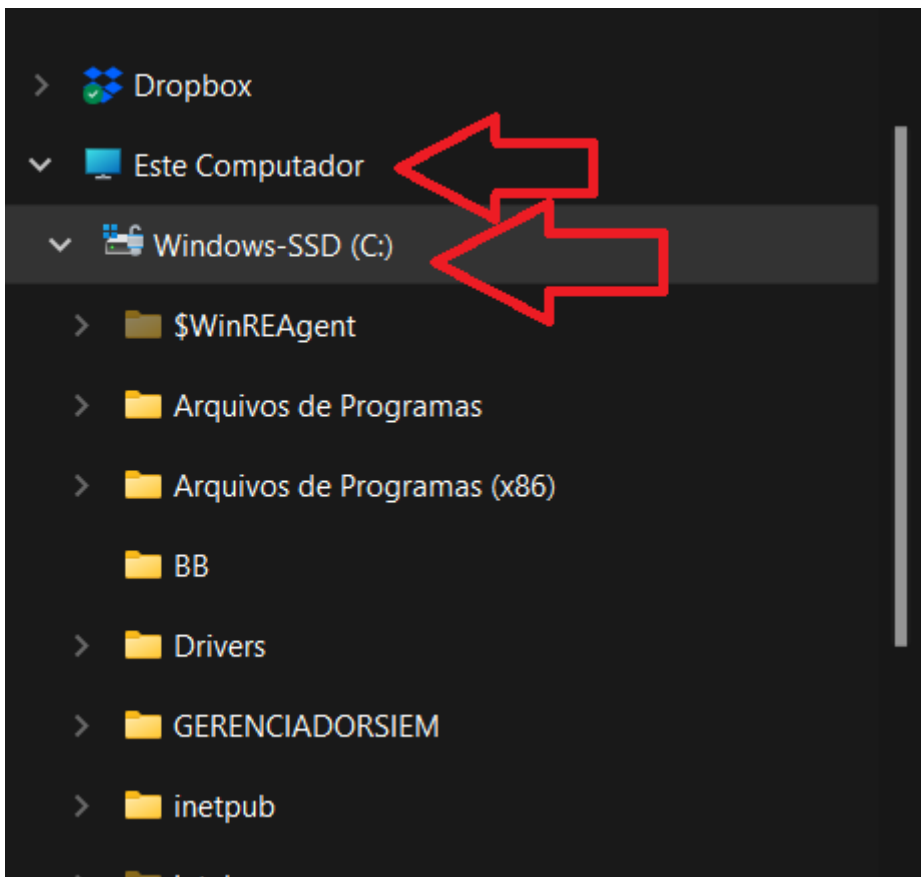 Dropbox
Este Computador
Windows-SSD (C:)
$WinREAgent
Arquivos de Programas
Arquivos de Programas (x86)
BB
Drivers
GERENCIADORSIEM
inetpub